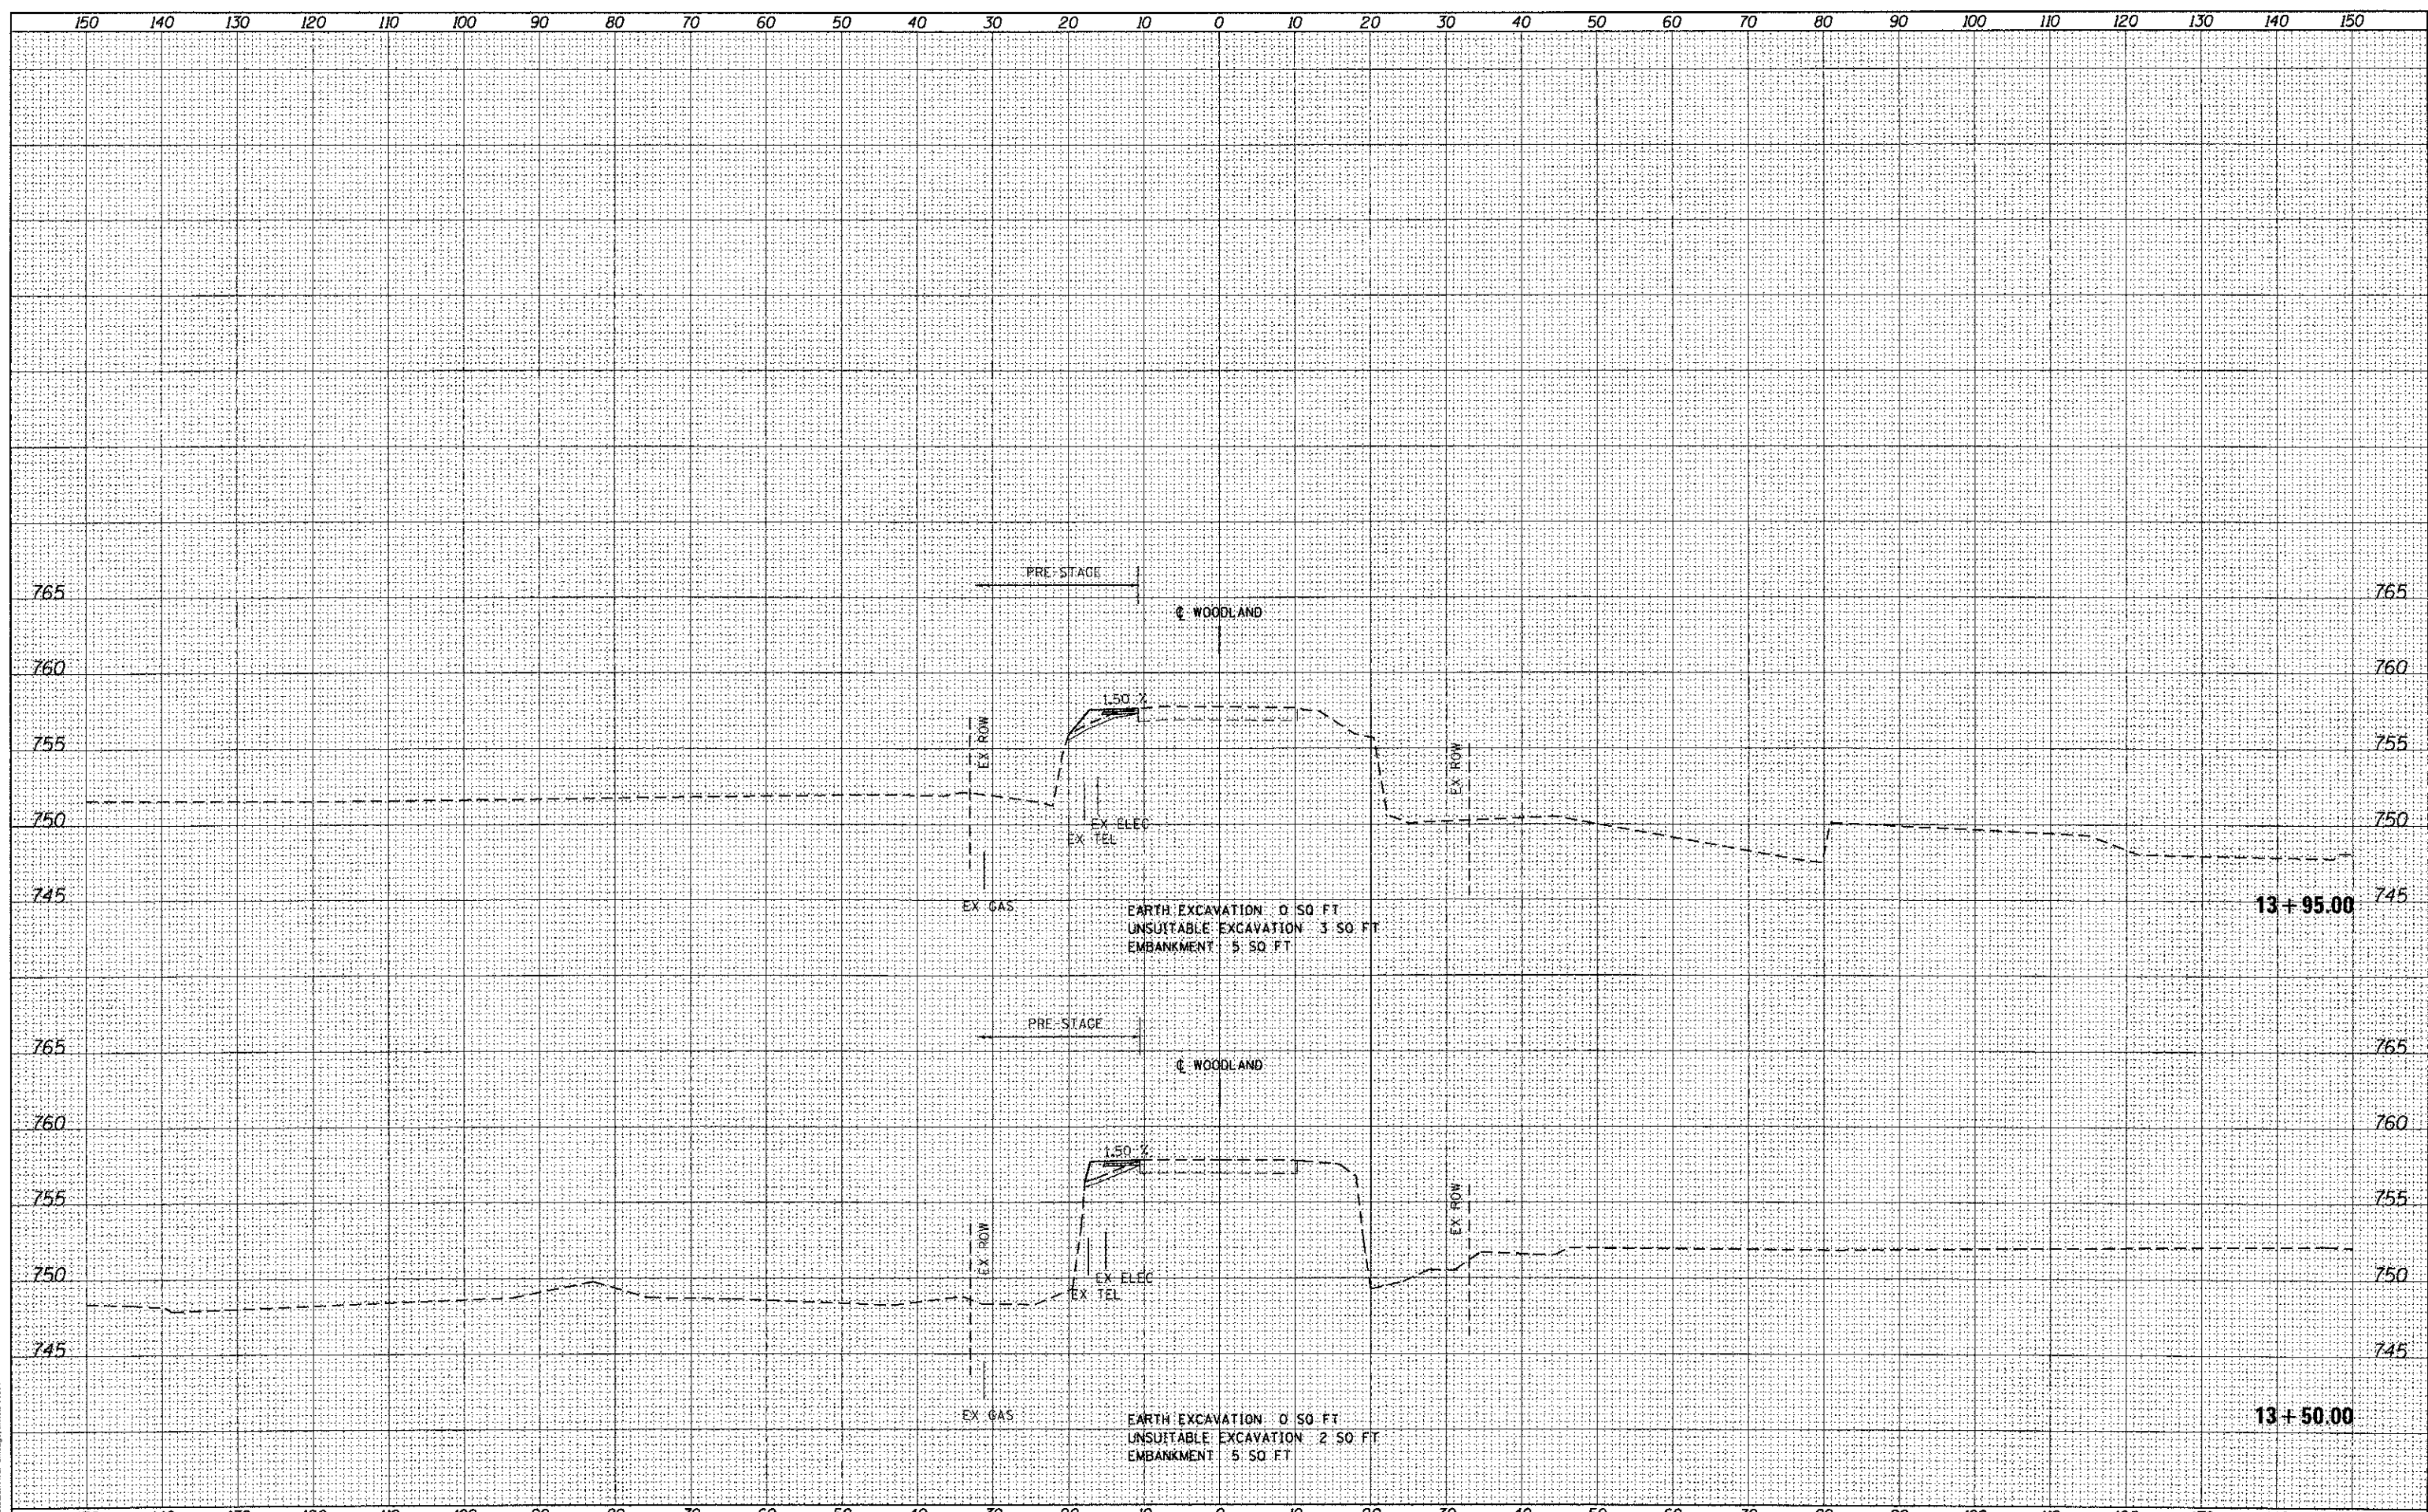 150 140 130 120 110 100 90 80 70 60 50 40 30 20 10 0 10 20 30 40 50 60 70 80 90 100 110 120 130 140 150
PRE-STAGE
765 765
℄ WOODLAND
760 760
1.50 %
EX ROW
EX ROW
755 755
750 750
EX ELEC
EX TEL
745 745
EX GAS
13+95.00
EARTH EXCAVATION 0 SQ FT
UNSUITABLE EXCAVATION 3 SQ FT
EMBANKMENT 5 SQ FT
PRE-STAGE
765 765
℄ WOODLAND
760 760
1.50 %
755 755
EX ROW
EX ROW
750 750
EX ELEC
EX TEL
745 745
EX GAS
13+50.00
EARTH EXCAVATION 0 SQ FT
UNSUITABLE EXCAVATION 2 SQ FT
EMBANKMENT 5 SQ FT